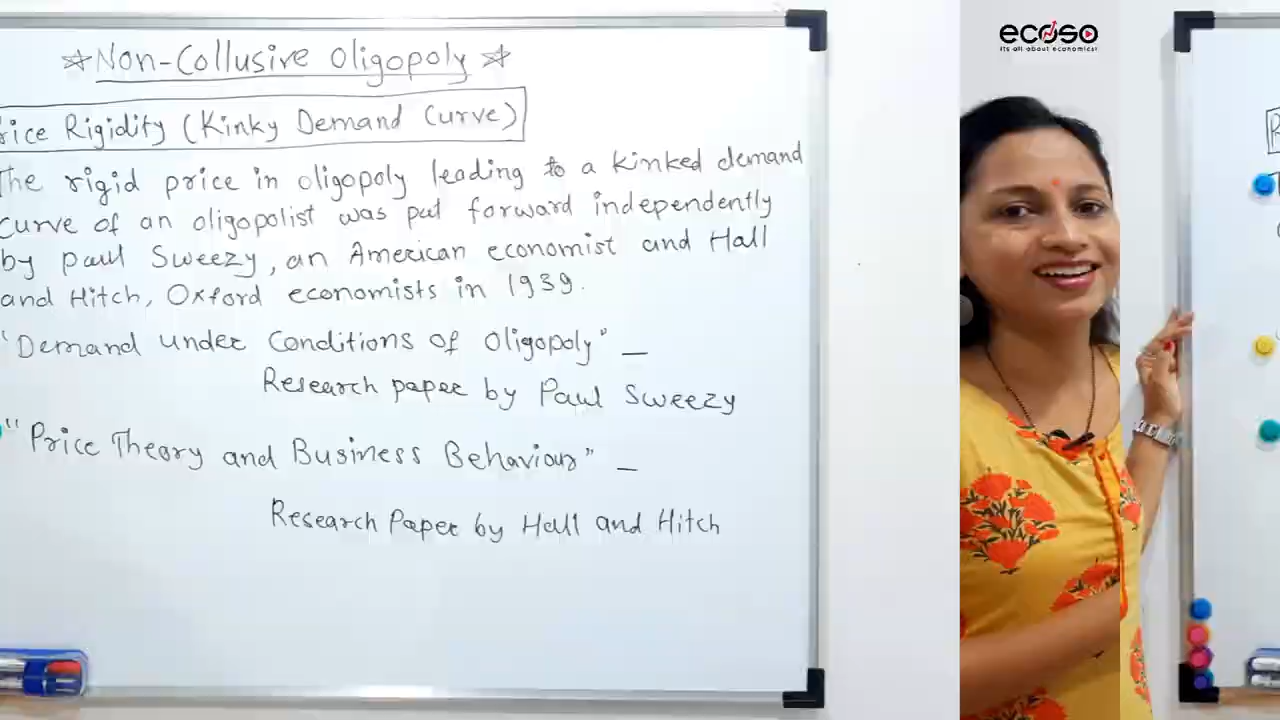 ☆Non-Collusive Oligopoly☆
rice Rigidity (Kinky Demand Curve)
The rigid price in oligopoly leading to a kinked demand
curve of an oligopolist was put forward independently
by paul Sweezy, an American economist and Hall
and Hitch, Oxford economists in 1939.
"Demand under Conditions of Oligopoly" —
Research paper by Paul Sweezy
"Price Theory and Business Behaviour" —
Research Paper by Hall and Hitch
ecoso
its all about economics!